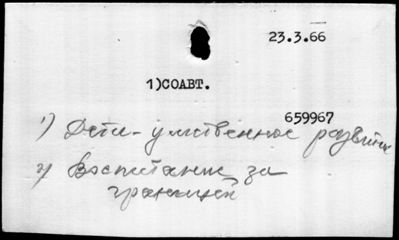 23.3.66
1)СОАВТ.
659967
1) Дети - умственное развитие
2) Воспитание за
границей